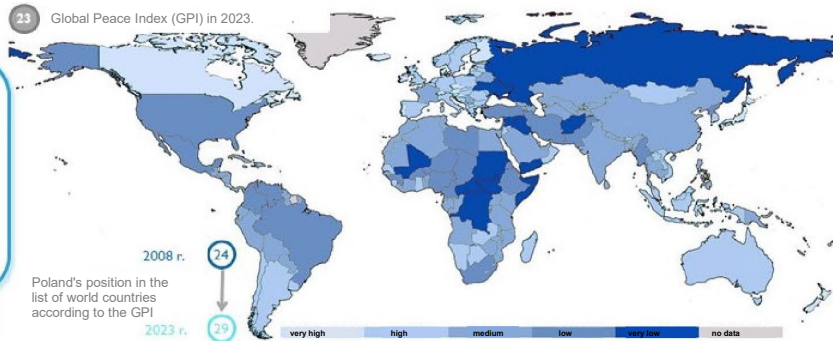 23 Global Peace Index (GPI) in 2023.
2008 r. 24
Poland's position in the
list of world countries
according to the GPI
2023 r. 29
very high high medium low very low no data